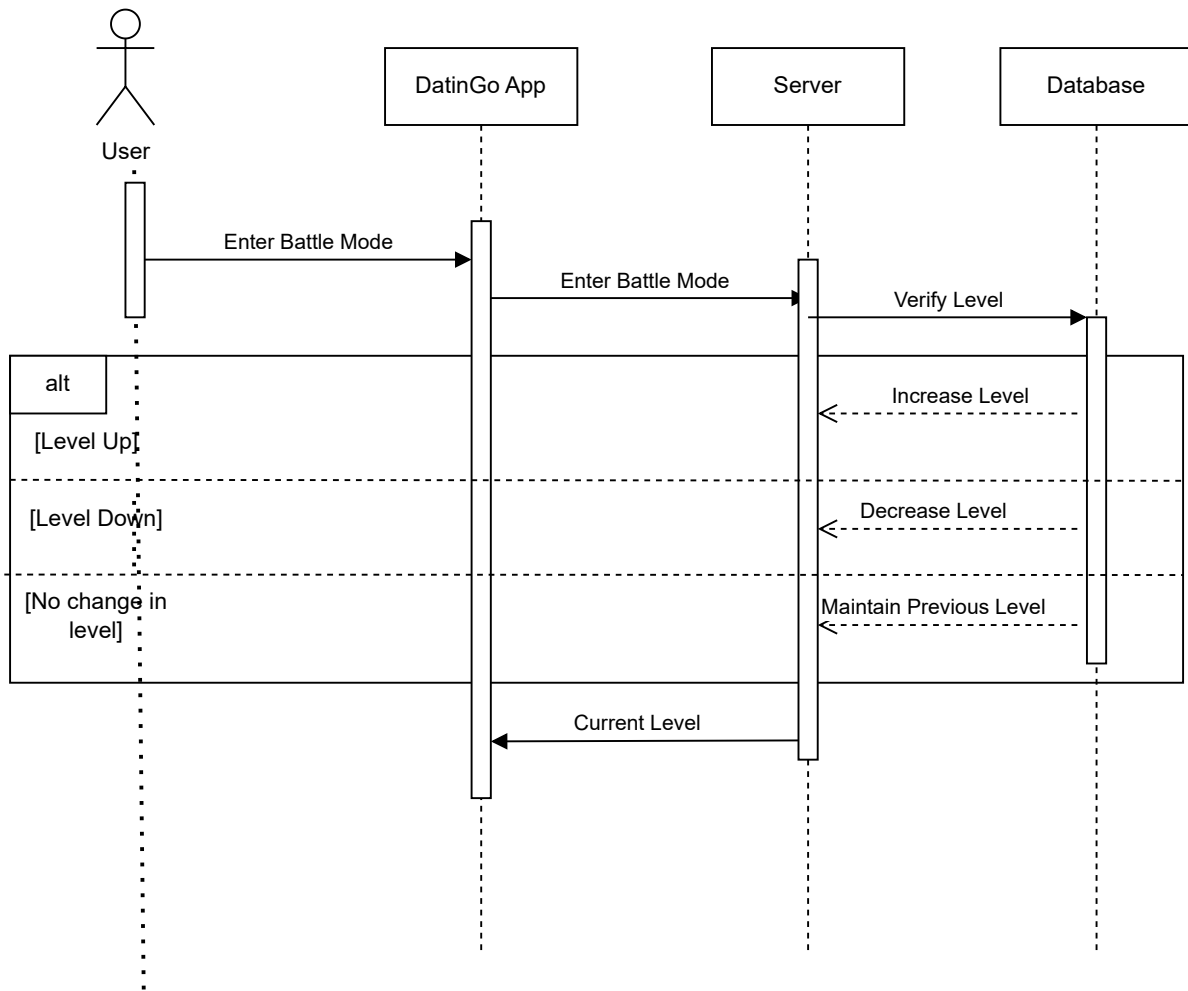 User
DatinGo App
Server
Database
Enter Battle Mode
Enter Battle Mode
Verify Level
alt
Increase Level
[Level Up]
Decrease Level
[Level Down]
[No change in
level]
Maintain Previous Level
Current Level